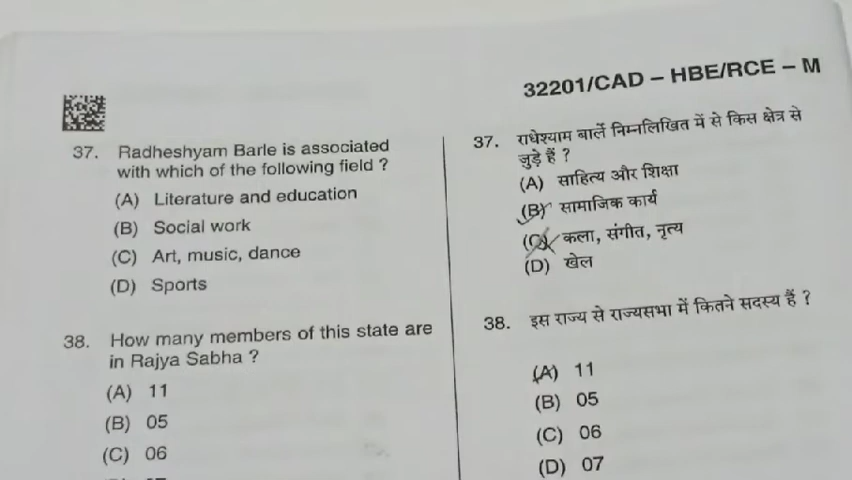 32201/CAD – HBE/RCE – M
37. Radheshyam Barle is associated
with which of the following field ?
(A) Literature and education
(B) Social work
(C) Art, music, dance
(D) Sports
38. How many members of this state are
in Rajya Sabha ?
(A) 11
(B) 05
(C) 06
37. राधेश्याम बार्ले निम्नलिखित में से किस क्षेत्र से
जुड़े हैं ?
(A) साहित्य और शिक्षा
(B) सामाजिक कार्य
(C) कला, संगीत, नृत्य
(D) खेल
38. इस राज्य से राज्यसभा में कितने सदस्य हैं ?
(A) 11
(B) 05
(C) 06
(D) 07